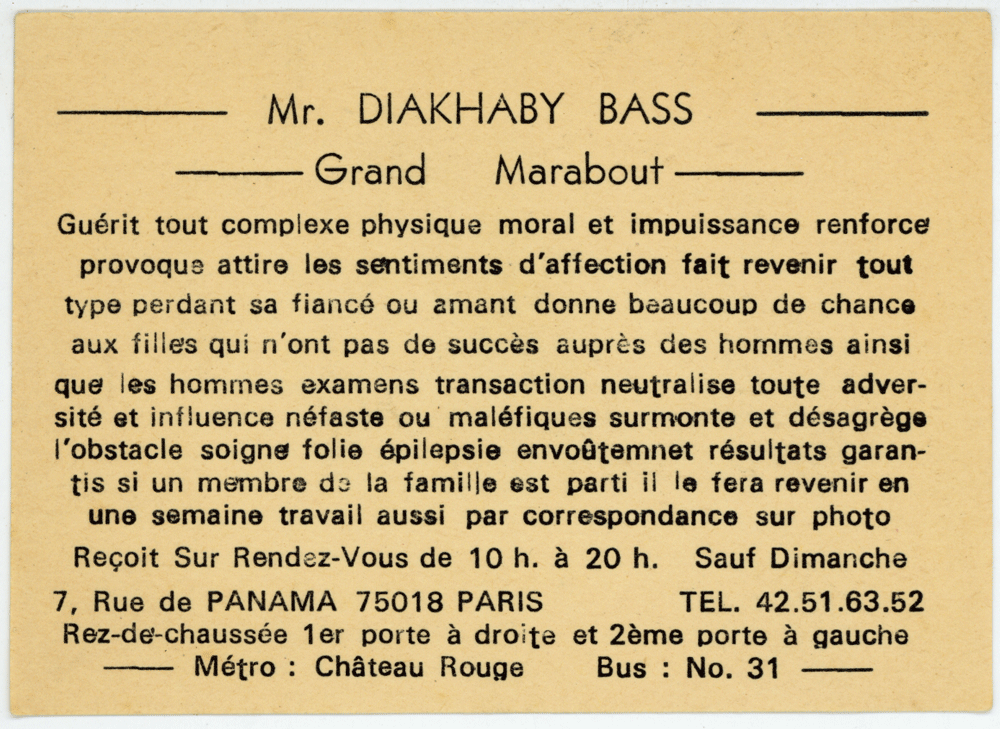 Mr. DIAKHABY BASS
Grand Marabout
Guérit tout complexe physique moral et impuissance renforce
provoque attire les sentiments d'affection fait revenir tout
type perdant sa fiancé ou amant donne beaucoup de chance
aux filles qui n'ont pas de succès auprès des hommes ainsi
que les hommes examens transaction neutralise toute adver-
sité et influence néfaste ou maléfiques surmonte et désagrège
l'obstacle soigne folie épilepsie envoûtemnet résultats garan-
tis si un membre de la famille est parti il le fera revenir en
une semaine travail aussi par correspondance sur photo
Reçoit Sur Rendez-Vous de 10 h. à 20 h. Sauf Dimanche
7, Rue de PANAMA 75018 PARIS TEL. 42.51.63.52
Rez-de-chaussée 1er porte à droite et 2ème porte à gauche
Métro : Château Rouge Bus : No. 31